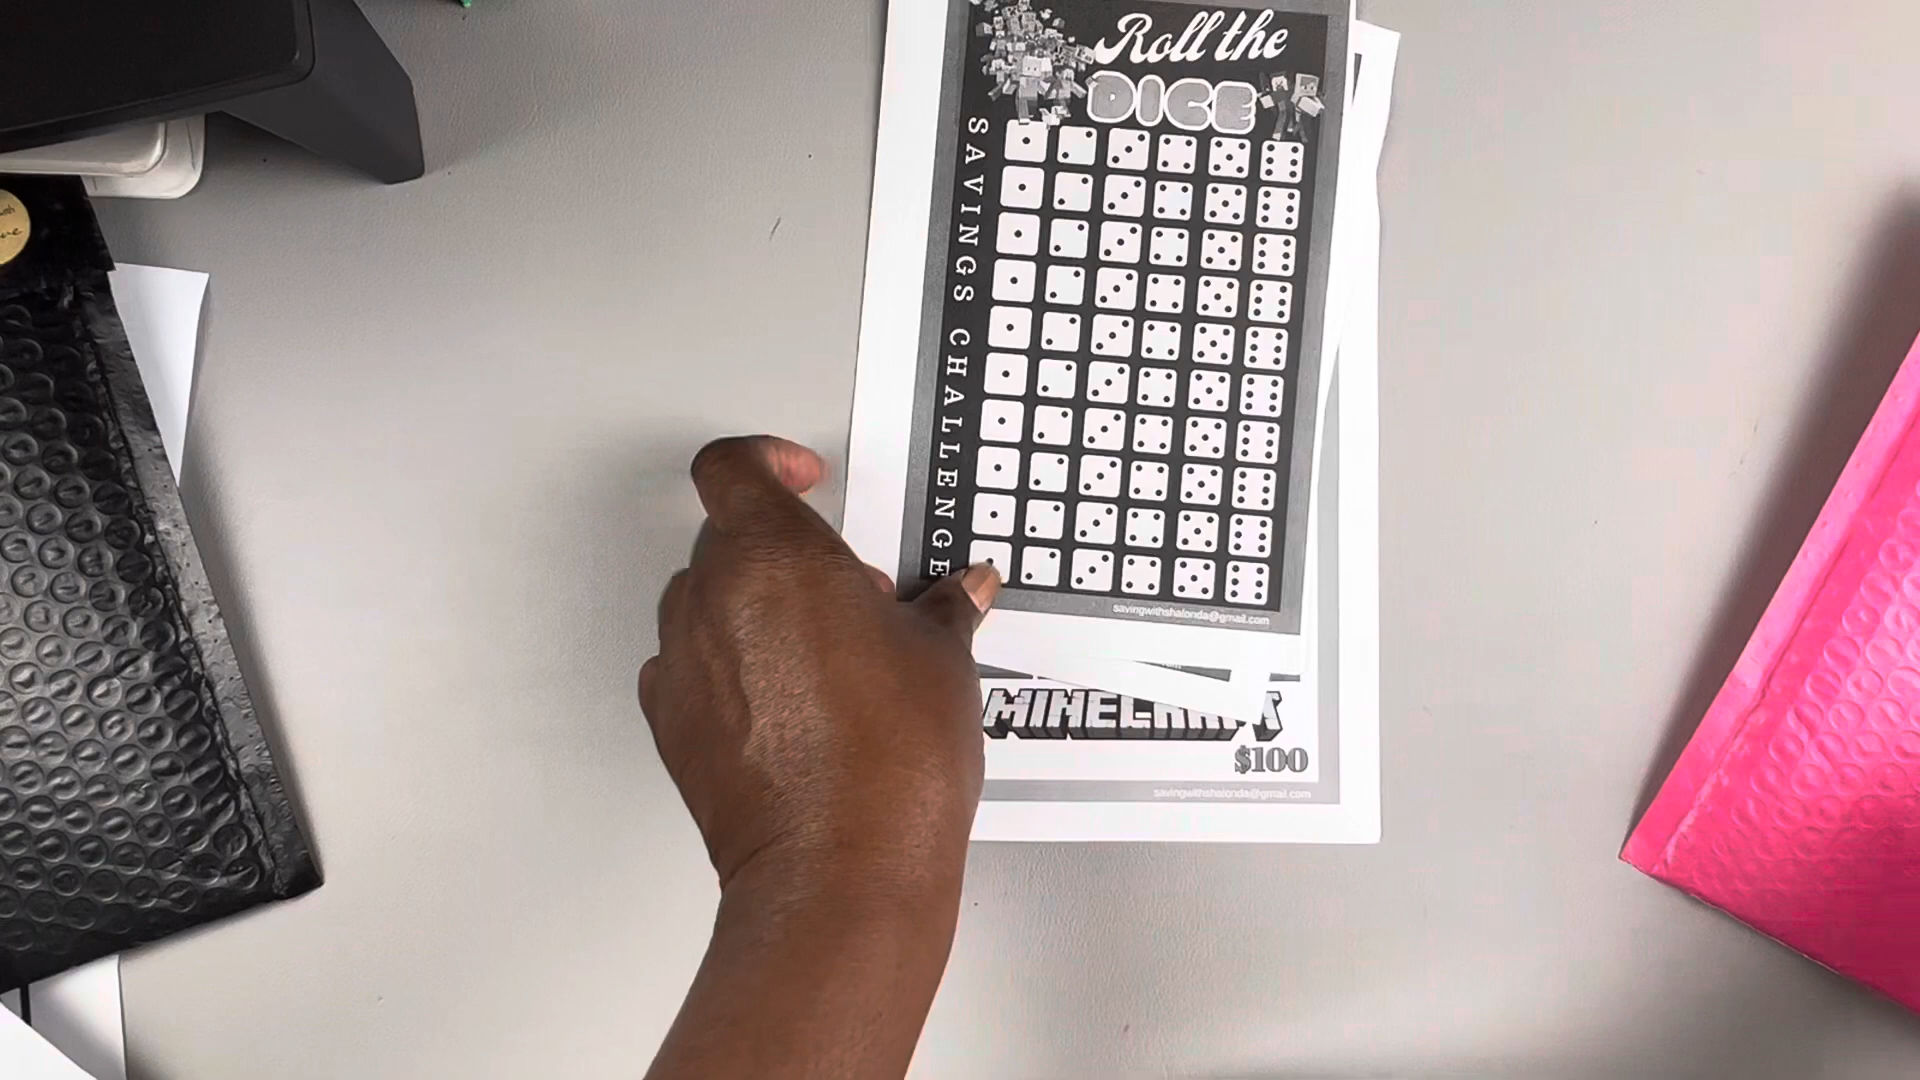 Roll the
DICE
SAVINGS CHALLENGE
savingwithshalonda@gmail.com
MINECRAFT
$100
savingwithshalonda@gmail.com